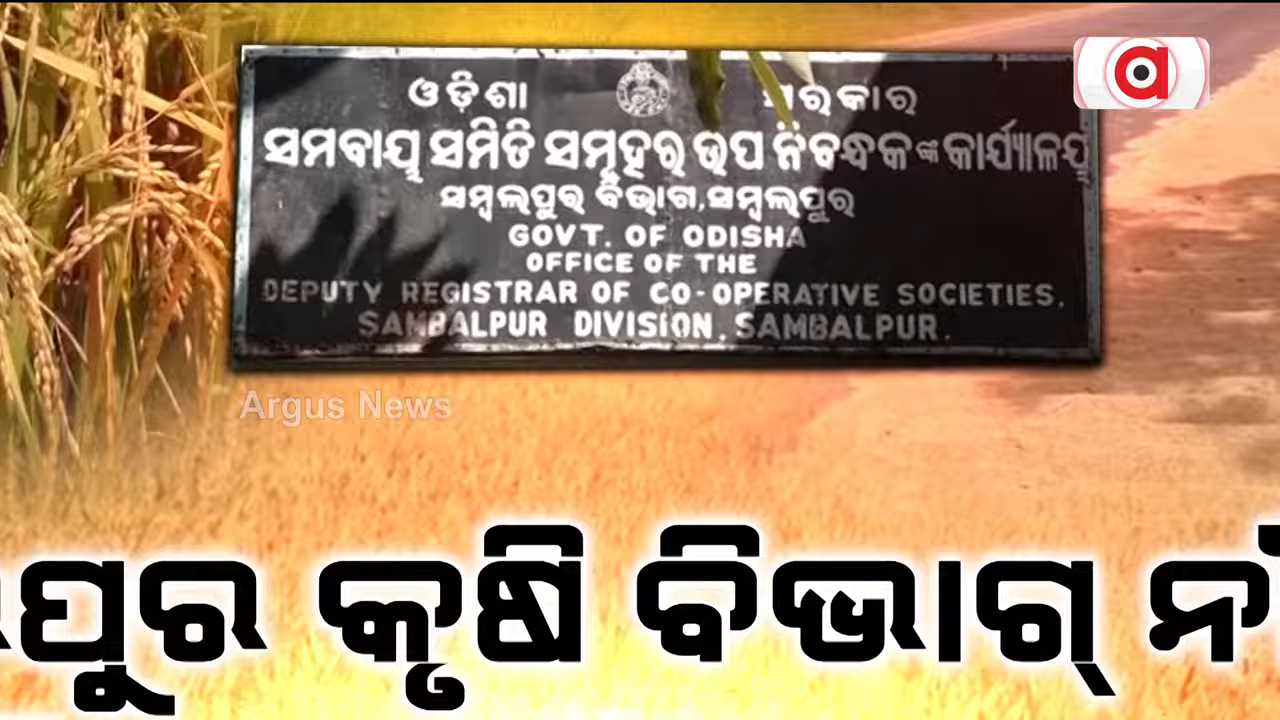 ଓଡ଼ିଶା ସରକାର
ସମବାୟ ସମିତି ସମୂହର ଉପ ନିବନ୍ଧକଙ୍କ କାର୍ଯ୍ୟାଳୟ
ସମ୍ବଲପୁର ବିଭାଗ,ସମ୍ବଲପୁର
GOVT. OF ODISHA
OFFICE OF THE
DEPUTY REGISTRAR OF CO-OPERATIVE SOCIETIES.
SAMBALPUR DIVISION. SAMBALPUR.
Argus News
କୃଷି ବିଭାଗ୍